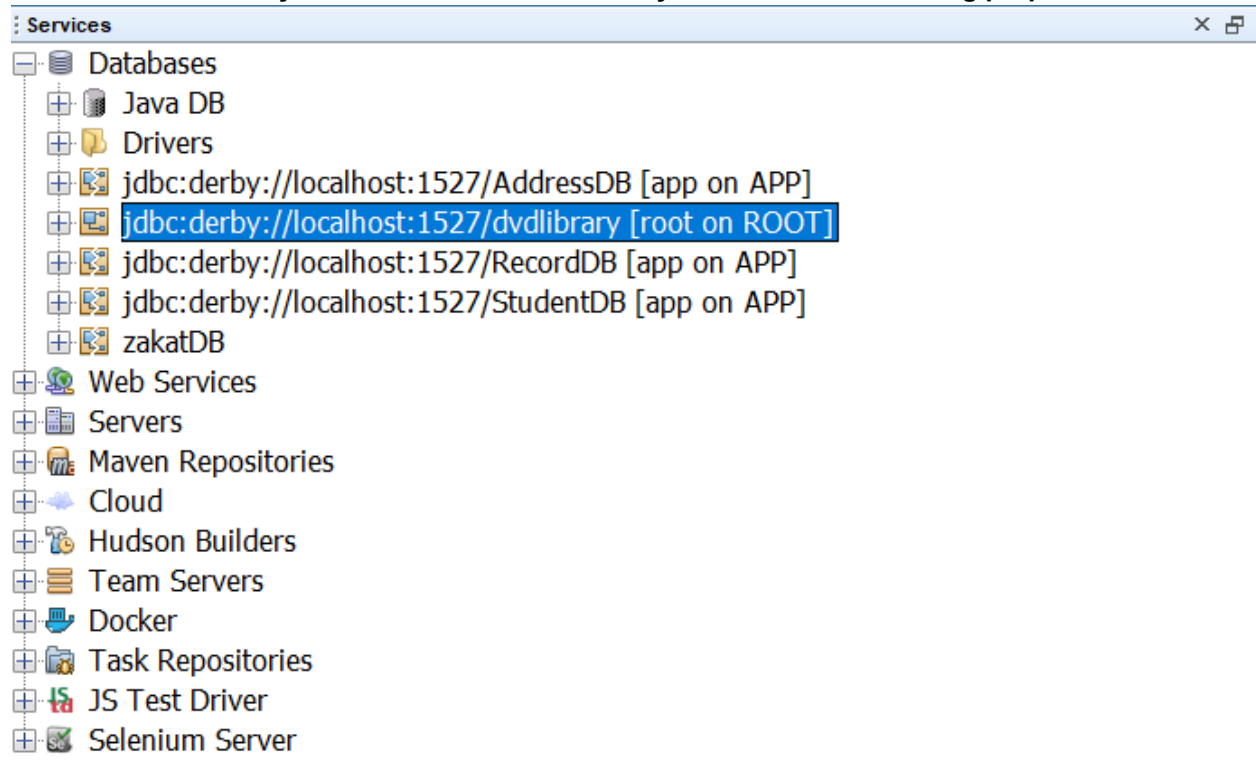 Services
Databases
Java DB
Drivers
jdbc:derby://localhost:1527/AddressDB [app on APP]
jdbc:derby://localhost:1527/dvdlibrary [root on ROOT]
jdbc:derby://localhost:1527/RecordDB [app on APP]
jdbc:derby://localhost:1527/StudentDB [app on APP]
zakatDB
Web Services
Servers
Maven Repositories
Cloud
Hudson Builders
Team Servers
Docker
Task Repositories
JS Test Driver
Selenium Server